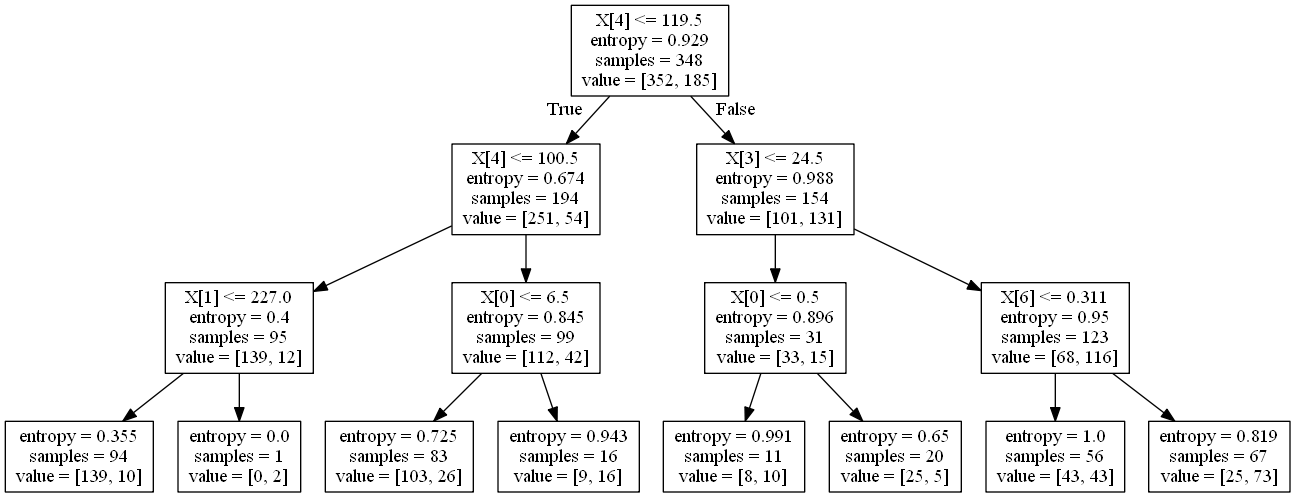 X[4] <= 119.5
entropy = 0.929
samples = 348
value = [352, 185]
True
False
X[4] <= 100.5
entropy = 0.674
samples = 194
value = [251, 54]
X[3] <= 24.5
entropy = 0.988
samples = 154
value = [101, 131]
X[1] <= 227.0
entropy = 0.4
samples = 95
value = [139, 12]
X[0] <= 6.5
entropy = 0.845
samples = 99
value = [112, 42]
X[0] <= 0.5
entropy = 0.896
samples = 31
value = [33, 15]
X[6] <= 0.311
entropy = 0.95
samples = 123
value = [68, 116]
entropy = 0.355
samples = 94
value = [139, 10]
entropy = 0.0
samples = 1
value = [0, 2]
entropy = 0.725
samples = 83
value = [103, 26]
entropy = 0.943
samples = 16
value = [9, 16]
entropy = 0.991
samples = 11
value = [8, 10]
entropy = 0.65
samples = 20
value = [25, 5]
entropy = 1.0
samples = 56
value = [43, 43]
entropy = 0.819
samples = 67
value = [25, 73]